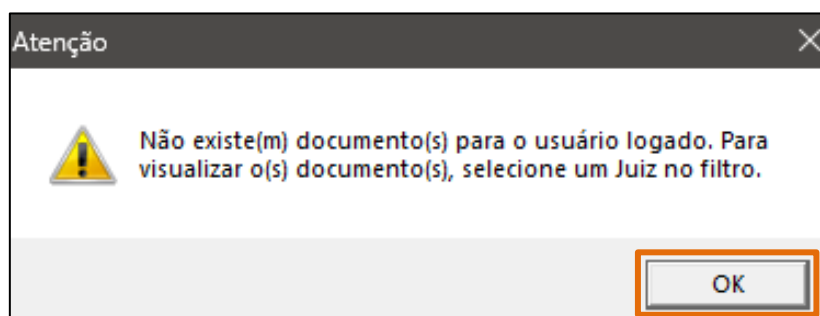 Atenção
Não existe(m) documento(s) para o usuário logado. Para
visualizar o(s) documento(s), selecione um Juiz no filtro.
OK